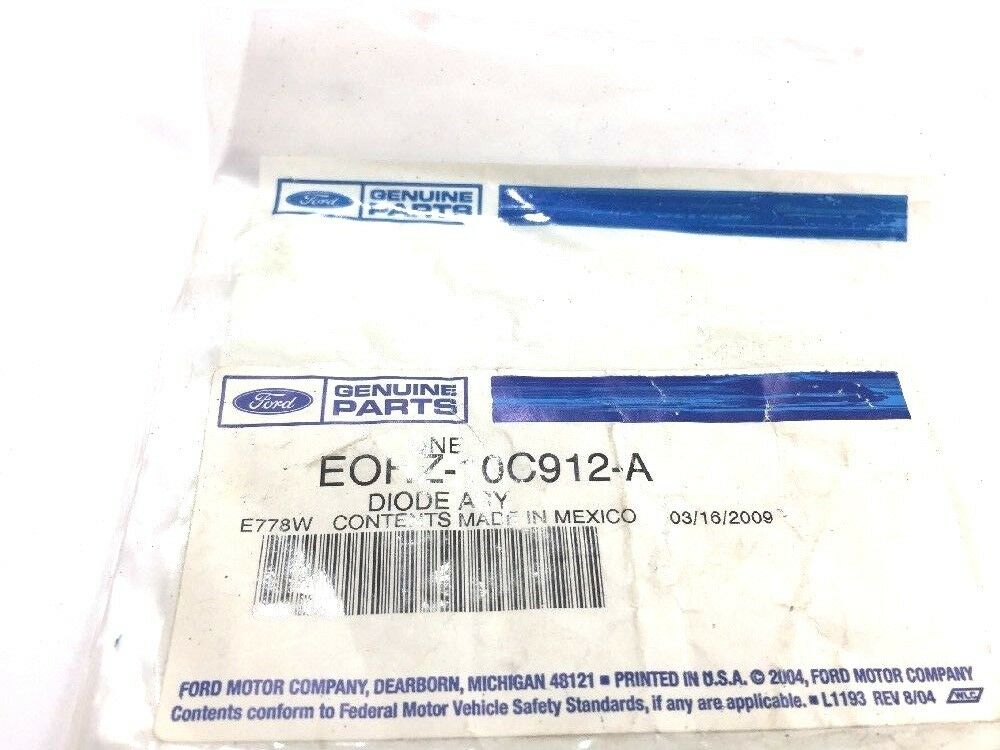 Ford GENUINE
PARTS
Ford GENUINE
PARTS
ONE
DIODE
E778W CONTENTS MADE IN MEXICO 03/16/2009
FORD MOTOR COMPANY, DEARBORN, MICHIGAN 48121 ▪ PRINTED IN U.S.A. © 2004, FORD MOTOR COMPANY
Contents conform to Federal Motor Vehicle Safety Standards, if any are applicable. ▪ L1193 REV 8/04 MLC